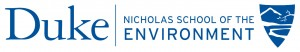 Duke
NICHOLAS SCHOOL OF THE
ENVIRONMENT